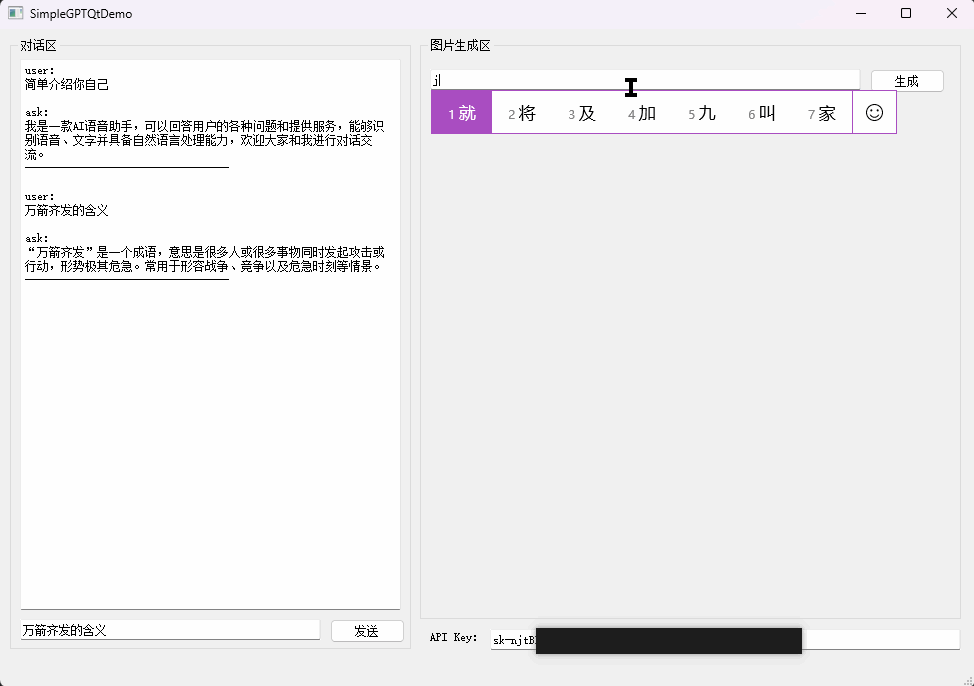 SimpleGPTQtDemo
对话区
user:
简单介绍你自己
ask:
我是一款AI语音助手，可以回答用户的各种问题和提供服务，能够识
别语音、文字并具备自然语言处理能力，欢迎大家和我进行对话交
流。
user:
万箭齐发的含义
ask:
“万箭齐发”是一个成语，意思是很多人或很多事物同时发起攻击或
行动，形势极其危急。常用于形容战争、竞争以及危急时刻等情景。
万箭齐发的含义
发送
图片生成区
j
生成
1 就 2 将 3 及 4 加 5 九 6 叫 7 家
API Key:
sk-njtB